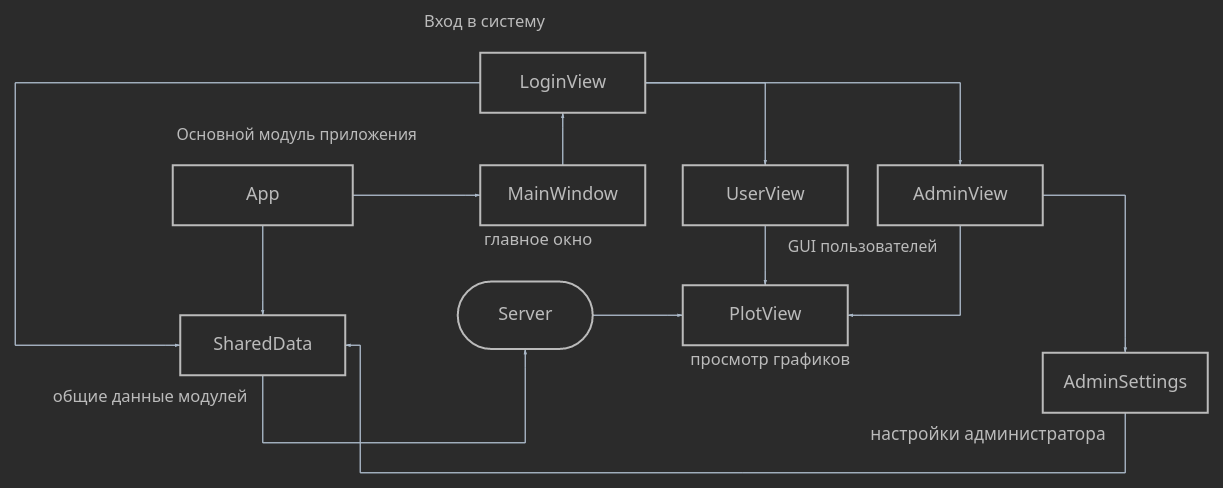 Вход в систему
LoginView
Основной модуль приложения
App
MainWindow
UserView
AdminView
главное окно
GUI пользователей
Server
PlotView
SharedData
просмотр графиков
AdminSettings
общие данные модулей
настройки администратора